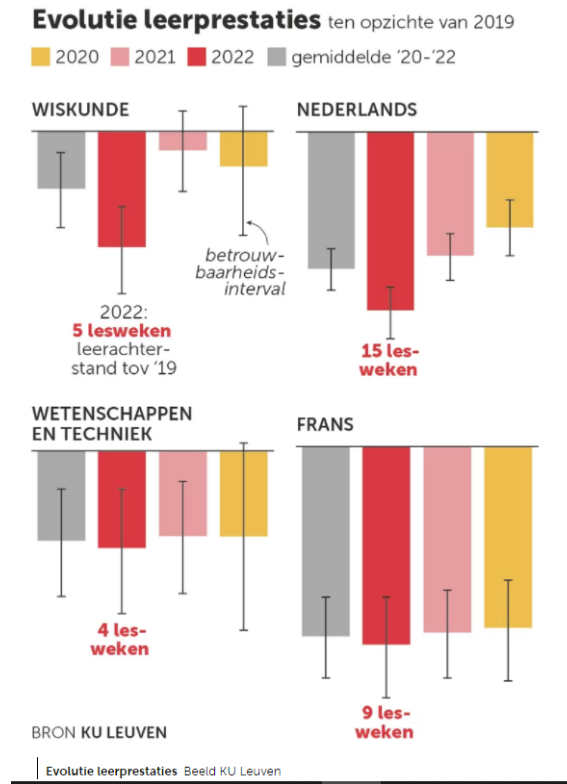 Evolutie leerprestaties ten opzichte van 2019
2020 2021 2022 gemiddelde ‘20-’22
WISKUNDE
NEDERLANDS
betrouw-
baarheids-
interval
2022:
5 lesweken
leerachter-
stand tov ‘19
15 les-
weken
WETENSCHAPPEN
EN TECHNIEK
FRANS
4 les-
weken
9 les-
weken
BRON KU LEUVEN
Evolutie leerprestaties Beeld KU Leuven